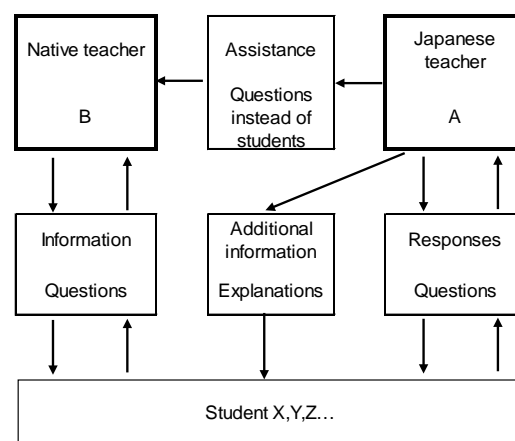 Native teacher
B
Assistance
Questions
instead of
students
Japanese
teacher
A
Information
Questions
Additional
information
Explanations
Responses
Questions
Student X,Y,Z…